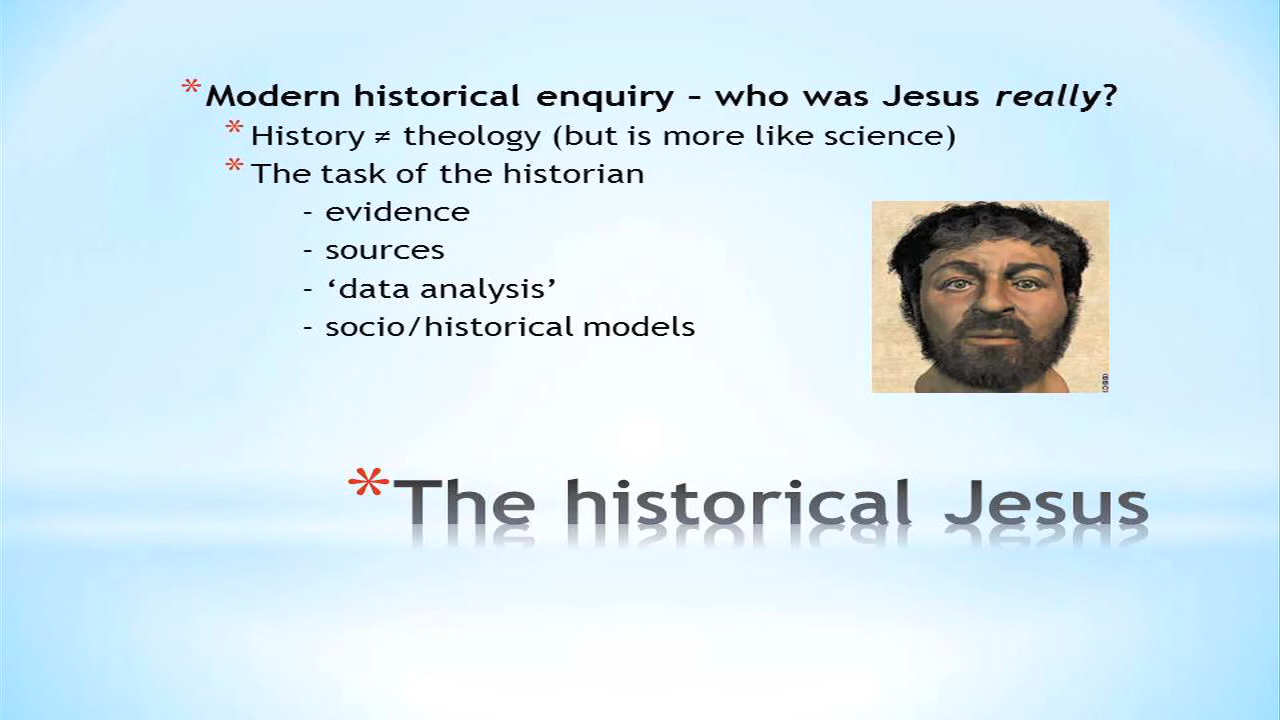 * Modern historical enquiry – who was Jesus really?
* History ≠ theology (but is more like science)
* The task of the historian
- evidence
- sources
- ‘data analysis’
- socio/historical models
(BBC)
* The historical Jesus